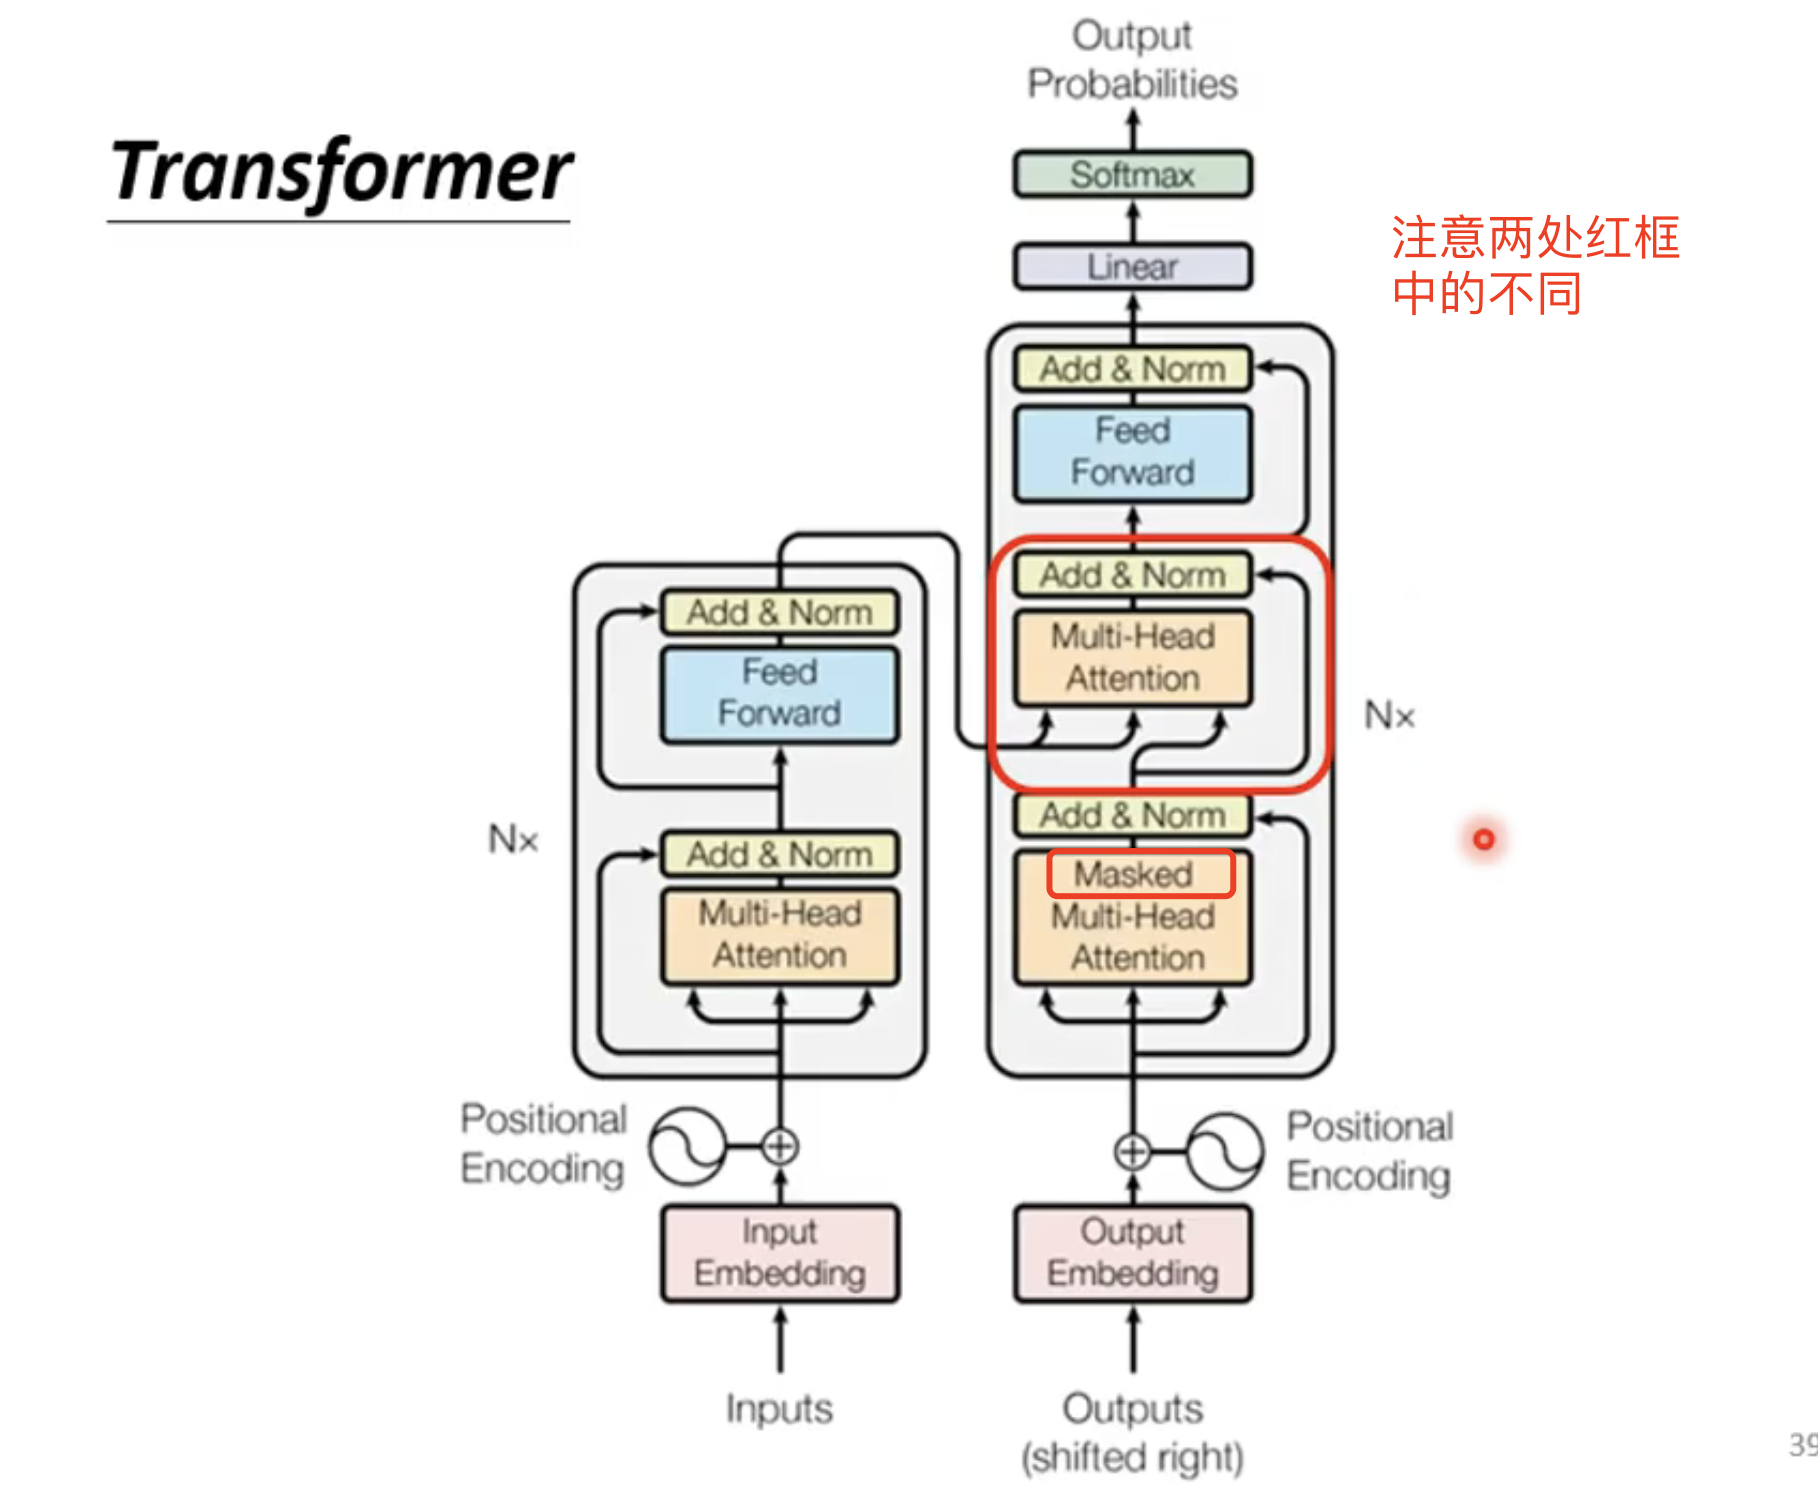 Transformer
Output
Probabilities
Softmax
注意两处红框
中的不同
Linear
Add & Norm
Feed
Forward
Add & Norm
Multi-Head
Attention
Nx
Add & Norm
Masked
Multi-Head
Attention
Add & Norm
Feed
Forward
Nx
Add & Norm
Multi-Head
Attention
Positional
Encoding
Positional
Encoding
Input
Embedding
Output
Embedding
Inputs
Outputs
(shifted right)
39